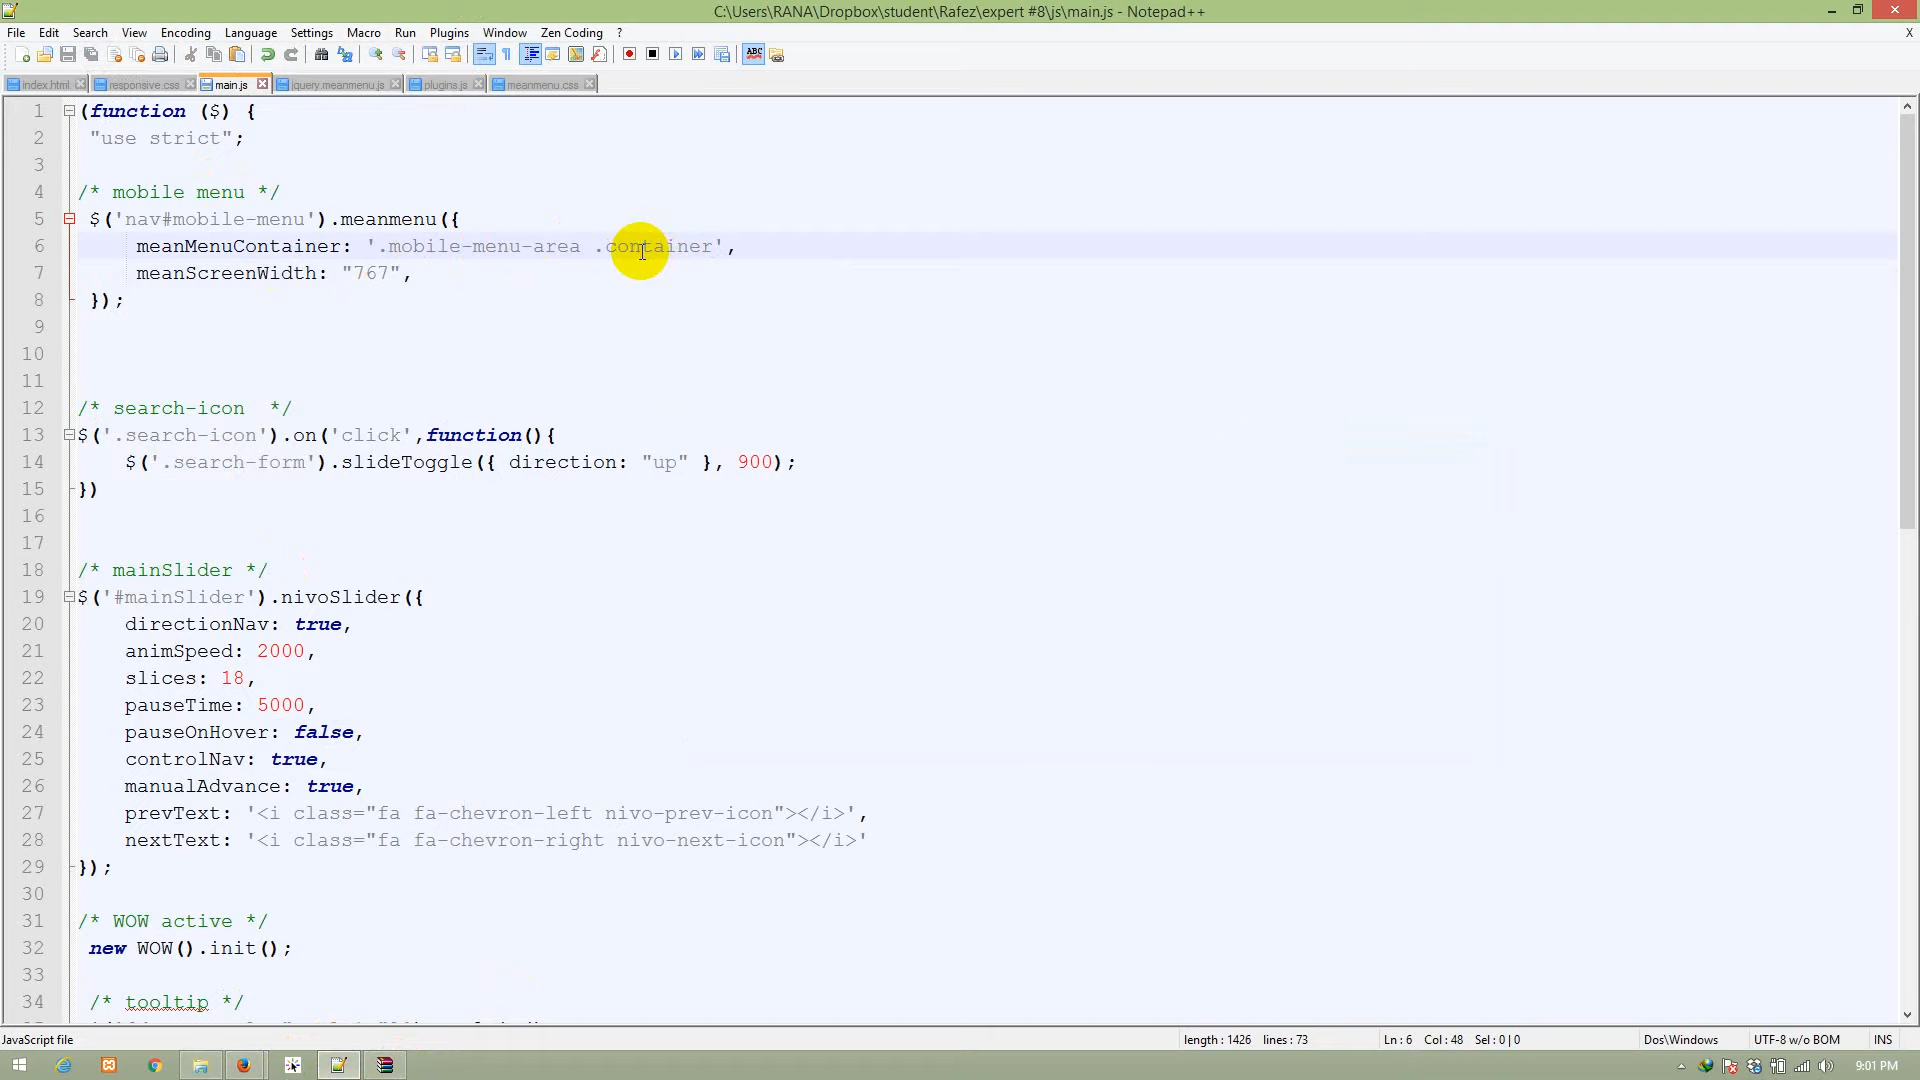 C:\Users\RANA\Dropbox\student\Rafez\expert #8\js\main.js - Notepad++
File Edit Search View Encoding Language Settings Macro Run Plugins Window Zen Coding ? X
index.html responsive.css main.js jquery.meanmenu.js plugins.js meanmenu.css
1 (function ($) {
2 "use strict";
3
4 /* mobile menu */
5 $('nav#mobile-menu').meanmenu({
6 meanMenuContainer: '.mobile-menu-area .container',
7 meanScreenWidth: "767",
8 });
9
10
11
12 /* search-icon  */
13 $('.search-icon').on('click',function(){
14 $('.search-form').slideToggle({ direction: "up" }, 900);
15 })
16
17
18 /* mainSlider */
19 $('#mainSlider').nivoSlider({
20 directionNav: true,
21 animSpeed: 2000,
22 slices: 18,
23 pauseTime: 5000,
24 pauseOnHover: false,
25 controlNav: true,
26 manualAdvance: true,
27 prevText: '<i class="fa fa-chevron-left nivo-prev-icon"></i>',
28 nextText: '<i class="fa fa-chevron-right nivo-next-icon"></i>'
29 });
30
31 /* WOW active */
32 new WOW().init();
33
34 /* tooltip */
JavaScript file length : 1426 lines : 73 Ln : 6 Col : 48 Sel : 0 | 0 Dos\Windows UTF-8 w/o BOM INS
9:01 PM